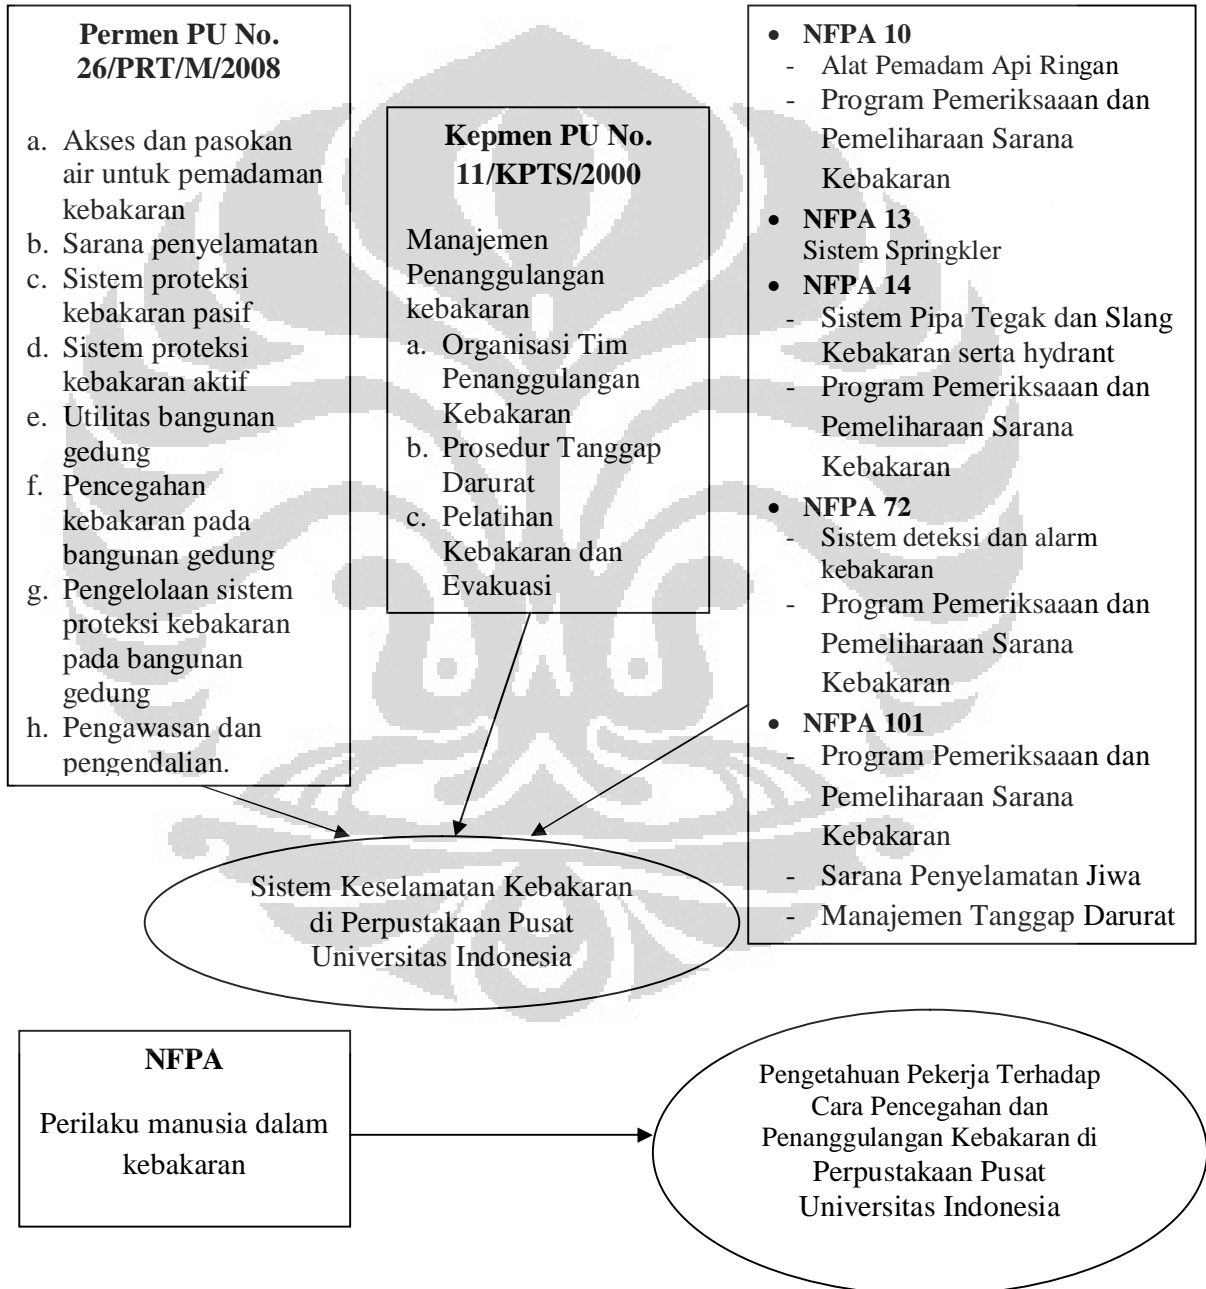 Permen PU No.
26/PRT/M/2008
a. Akses dan pasokan
air untuk pemadaman
kebakaran
b. Sarana penyelamatan
c. Sistem proteksi
kebakaran pasif
d. Sistem proteksi
kebakaran aktif
e. Utilitas bangunan
gedung
f. Pencegahan
kebakaran pada
bangunan gedung
g. Pengelolaan sistem
proteksi kebakaran
pada bangunan
gedung
h. Pengawasan dan
pengendalian.
Kepmen PU No.
11/KPTS/2000
Manajemen
Penanggulangan
kebakaran
a. Organisasi Tim
Penanggulangan
Kebakaran
b. Prosedur Tanggap
Darurat
c. Pelatihan
Kebakaran dan
Evakuasi
• NFPA 10
- Alat Pemadam Api Ringan
- Program Pemeriksaaan dan
Pemeliharaan Sarana
Kebakaran
• NFPA 13
Sistem Springkler
• NFPA 14
- Sistem Pipa Tegak dan Slang
Kebakaran serta hydrant
- Program Pemeriksaaan dan
Pemeliharaan Sarana
Kebakaran
• NFPA 72
- Sistem deteksi dan alarm
kebakaran
- Program Pemeriksaaan dan
Pemeliharaan Sarana
Kebakaran
• NFPA 101
- Program Pemeriksaaan dan
Pemeliharaan Sarana
Kebakaran
- Sarana Penyelamatan Jiwa
- Manajemen Tanggap Darurat
Sistem Keselamatan Kebakaran
di Perpustakaan Pusat
Universitas Indonesia
NFPA
Perilaku manusia dalam
kebakaran
Pengetahuan Pekerja Terhadap
Cara Pencegahan dan
Penanggulangan Kebakaran di
Perpustakaan Pusat
Universitas Indonesia